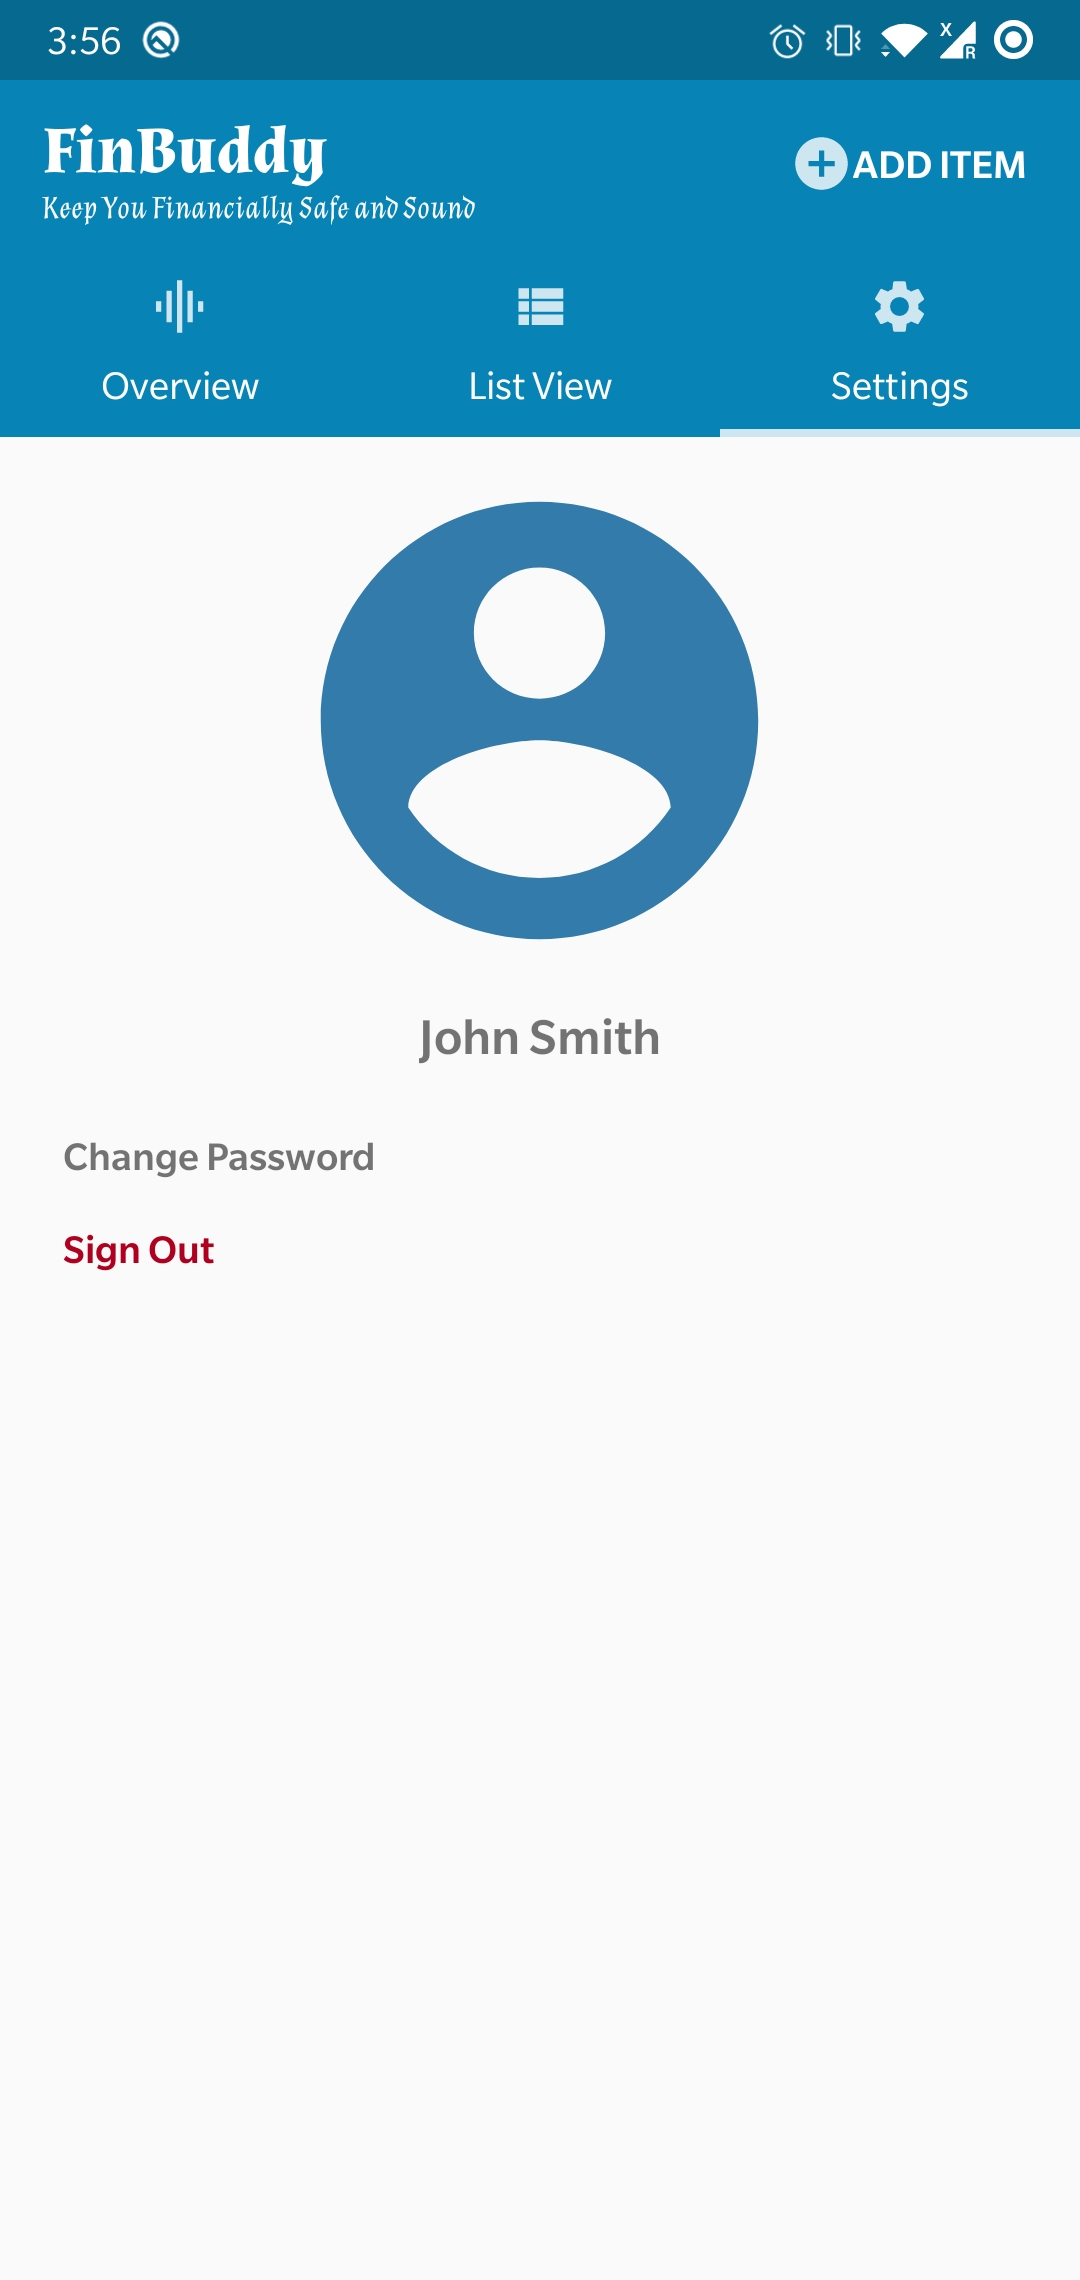 3:56
X
R
FinBuddy
Keep You Financially Safe and Sound
ADD ITEM
Overview
List View
Settings
John Smith
Change Password
Sign Out